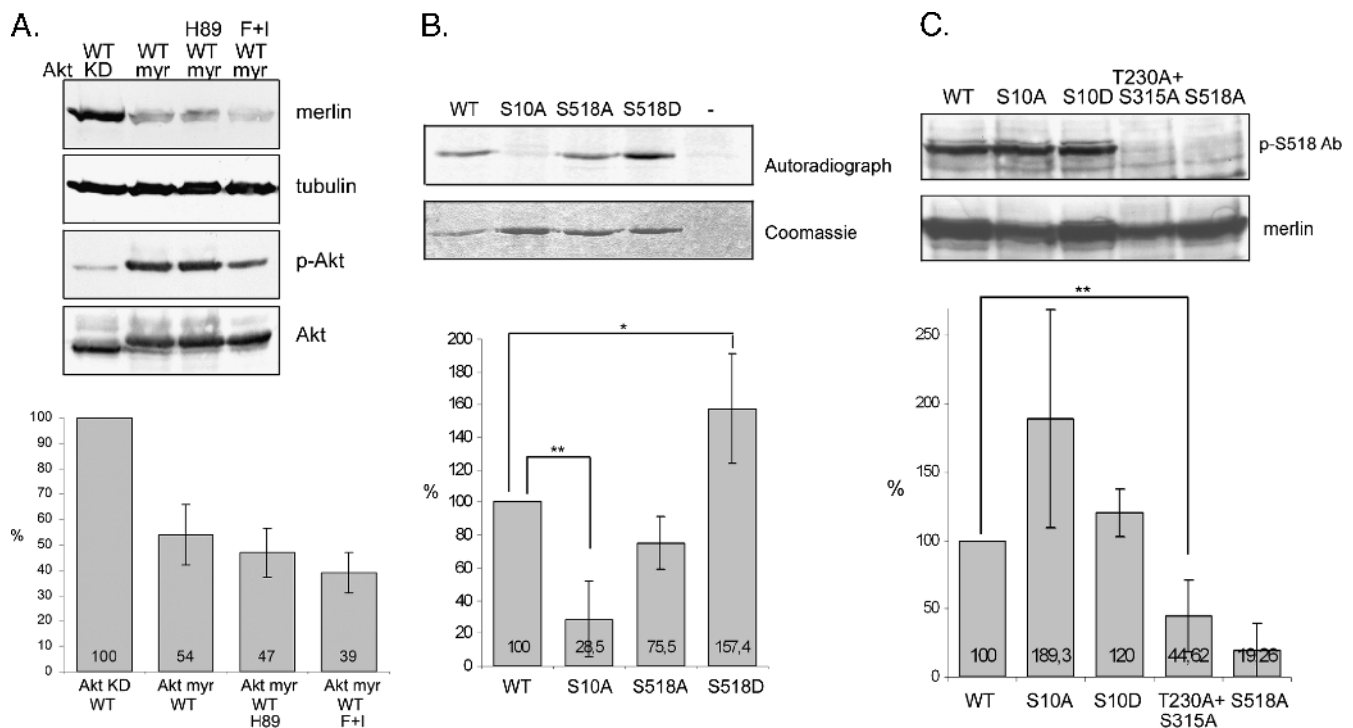 A.
H89 F+I
WT WT WT WT
Akt KD myr myr myr
merlin
tubulin
p-Akt
Akt
100
90
80
70
60
%
50
40
30
20
10
0
100 54 47 39
Akt KD Akt myr Akt myr Akt myr
WT WT WT WT
H89 F+I
B.
WT S10A S518A S518D -
Autoradiograph
Coomassie
200
180
160
140
120
%
100
80
60
40
20
0
*
**
100 28,5 75,5 157,4
WT S10A S518A S518D
C.
T230A+
WT S10A S10D S315A S518A
p-S518 Ab
merlin
**
250
200
150
%
100
50
0
100 189,3 120 44,62 19,26
WT S10A S10D T230A+ S518A
S315A